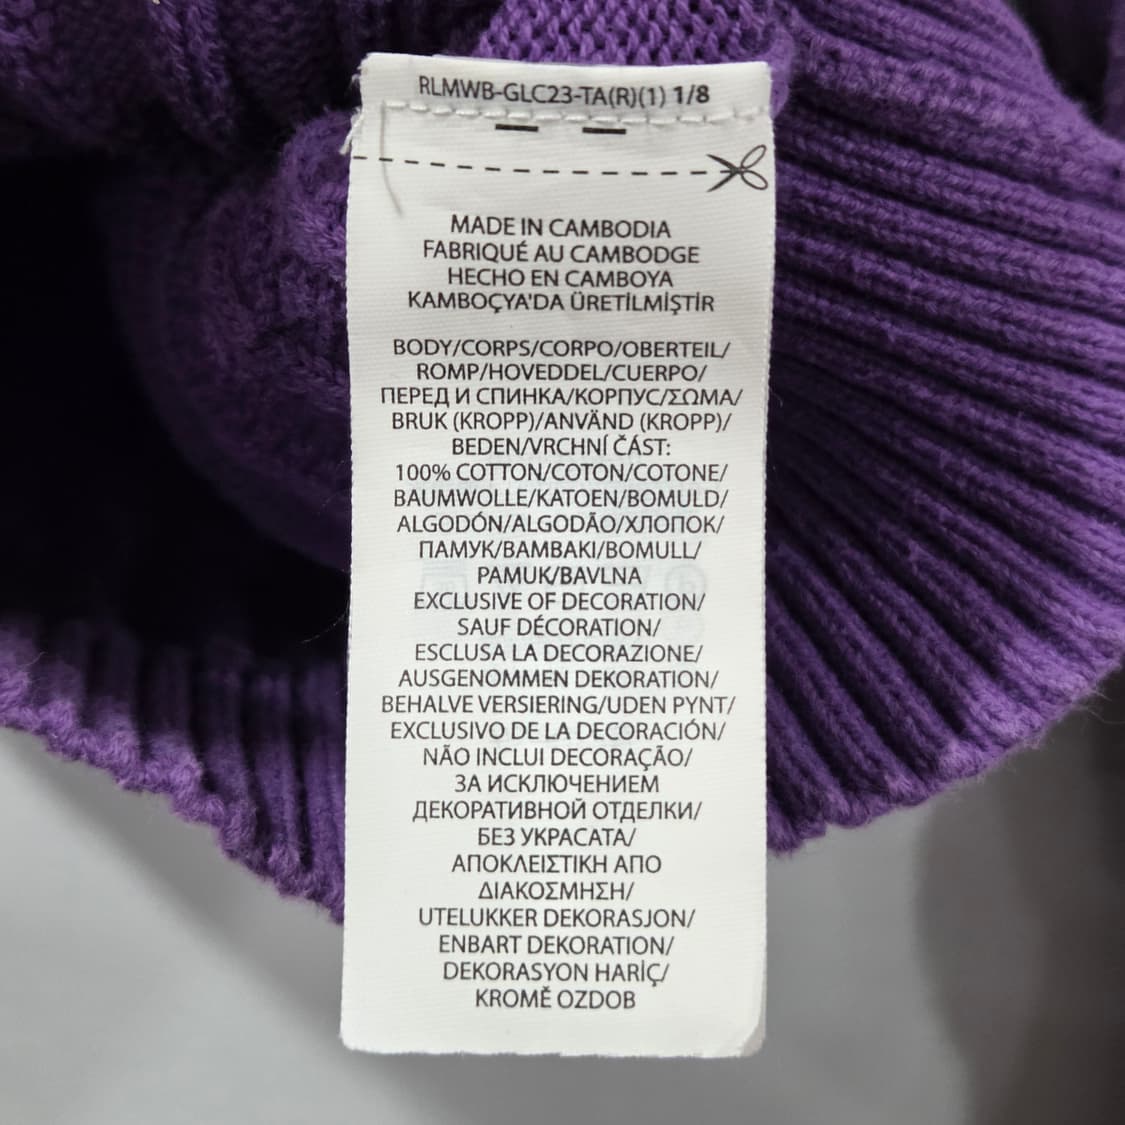 RLMWB-GLC23-TA(R)(1) 1/8
MADE IN CAMBODIA
FABRIQUÉ AU CAMBODGE
HECHO EN CAMBOYA
KAMBOÇYA'DA ÜRETİLMİŞTİR
BODY/CORPS/CORPO/OBERTEIL/
ROMP/HOVEDDEL/CUERPO/
ПЕРЕД И СПИНКА/КОРПУС/ΣΩΜΑ/
BRUK (KROPP)/ANVÄND (KROPP)/
BEDEN/VRCHNÍ ČÁST:
100% COTTON/COTON/COTONE/
BAUMWOLLE/KATOEN/BOMULD/
ALGODÓN/ALGODÃO/ХЛОПОК/
ПАМУК/ΒΑΜΒΑΚΙ/BOMULL/
PAMUK/BAVLNA
EXCLUSIVE OF DECORATION/
SAUF DÉCORATION/
ESCLUSA LA DECORAZIONE/
AUSGENOMMEN DEKORATION/
BEHALVE VERSIERING/UDEN PYNT/
EXCLUSIVO DE LA DECORACIÓN/
NÃO INCLUI DECORAÇÃO/
ЗА ИСКЛЮЧЕНИЕМ
ДЕКОРАТИВНОЙ ОТДЕЛКИ/
БЕЗ УКРАСАТА/
ΑΠΟΚΛΕΙΣΤΙΚΗ ΑΠΟ
ΔΙΑΚΟΣΜΗΣΗ/
UTELUKKER DEKORASJON/
ENBART DEKORATION/
DEKORASYON HARİÇ/
KROMĚ OZDOB